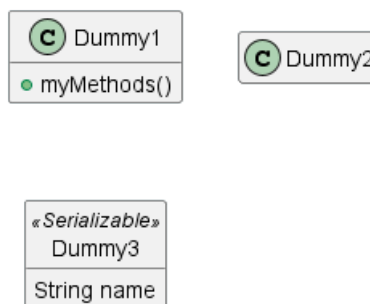 C Dummy1
myMethods()
C Dummy2
«Serializable»
Dummy3
String name